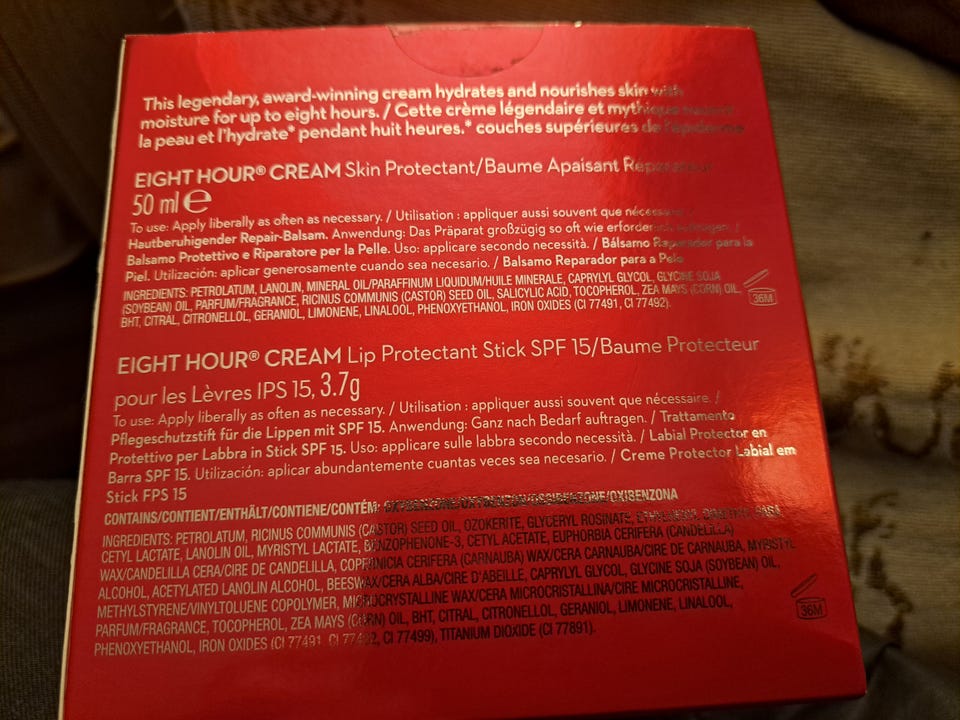 This legendary, award-winning cream hydrates and nourishes skin with
moisture for up to eight hours. / Cette crème légendaire et mythique
la peau et l'hydrate* pendant huit heures.* couches supérieures de l'épiderme
EIGHT HOUR® CREAM Skin Protectant/Baume Apaisant Réparateur
50 ml ℮
To use: Apply liberally as often as necessary. / Utilisation : appliquer aussi souvent que nécessaire. /
Hautberuhigender Repair-Balsam. Anwendung: Das Präparat großzügig so oft wie erforderlich auftragen. /
Balsamo Protettivo e Riparatore per la Pelle. Uso: applicare secondo necessità. / Bálsamo Reparador para la
Piel. Utilización: aplicar generosamente cuando sea necesario. / Balsamo Reparador para a Pele
INGREDIENTS: PETROLATUM, LANOLIN, MINERAL OIL/PARAFFINUM LIQUIDUM/HUILE MINERALE, CAPRYLYL GLYCOL, GLYCINE SOJA
(SOYBEAN) OIL, PARFUM/FRAGRANCE, RICINUS COMMUNIS (CASTOR) SEED OIL, SALICYLIC ACID, TOCOPHEROL, ZEA MAYS (CORN) OIL,
BHT, CITRAL, CITRONELLOL, GERANIOL, LIMONENE, LINALOOL, PHENOXYETHANOL, IRON OXIDES (CI 77491, CI 77492).
36M
EIGHT HOUR® CREAM Lip Protectant Stick SPF 15/Baume Protecteur
pour les Lèvres IPS 15, 3.7g
To use: Apply liberally as often as necessary. / Utilisation : appliquer aussi souvent que nécessaire. /
Pflegeschutzstift für die Lippen mit SPF 15. Anwendung: Ganz nach Bedarf auftragen. / Trattamento
Protettivo per Labbra in Stick SPF 15. Uso: applicare sulle labbra secondo necessità. / Labial Protector en
Barra SPF 15. Utilización: aplicar abundantemente cuantas veces sea necesario. / Creme Protector Labial em
Stick FPS 15
CONTAINS/CONTIENT/ENTHÄLT/CONTIENE/CONTÉM: OXYBENZONE/OXYBENZON/OSSIBENZONE/OXIBENZONA
INGREDIENTS: PETROLATUM, RICINUS COMMUNIS (CASTOR) SEED OIL, OZOKERITE, GLYCERYL ROSINATE,
CETYL LACTATE, LANOLIN OIL, MYRISTYL LACTATE, BENZOPHENONE-3, CETYL ACETATE, EUPHORBIA CERIFERA (CANDELILLA)
WAX/CANDELILLA CERA/CIRE DE CANDELILLA, COPERNICIA CERIFERA (CARNAUBA) WAX/CERA CARNAUBA/CIRE DE CARNAUBA, MYRISTYL
ALCOHOL, ACETYLATED LANOLIN ALCOHOL, BEESWAX/CERA ALBA/CIRE D'ABEILLE, CAPRYLYL GLYCOL, GLYCINE SOJA (SOYBEAN) OIL,
METHYLSTYRENE/VINYLTOLUENE COPOLYMER, MICROCRYSTALLINE WAX/CERA MICROCRISTALLINA/CIRE MICROCRISTALLINE,
PARFUM/FRAGRANCE, TOCOPHEROL, ZEA MAYS (CORN) OIL, BHT, CITRAL, CITRONELLOL, GERANIOL, LIMONENE, LINALOOL,
PHENOXYETHANOL, IRON OXIDES (CI 77491, CI 77492, CI 77499), TITANIUM DIOXIDE (CI 77891).
36M